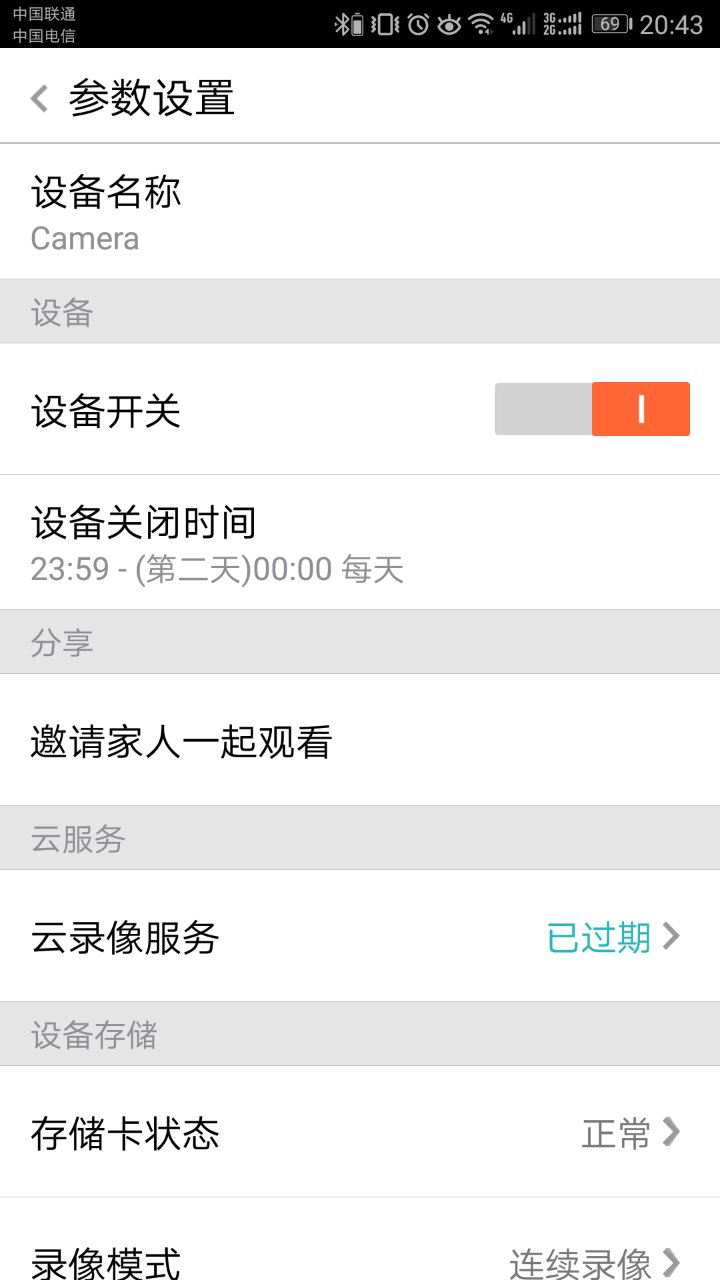 中国联通
中国电信
4G 3G 2G 69 20:43
参数设置
设备名称
Camera
设备
设备开关
设备关闭时间
23:59 - (第二天)00:00 每天
分享
邀请家人一起观看
云服务
云录像服务 已过期
设备存储
存储卡状态 正常
录像模式 连续录像